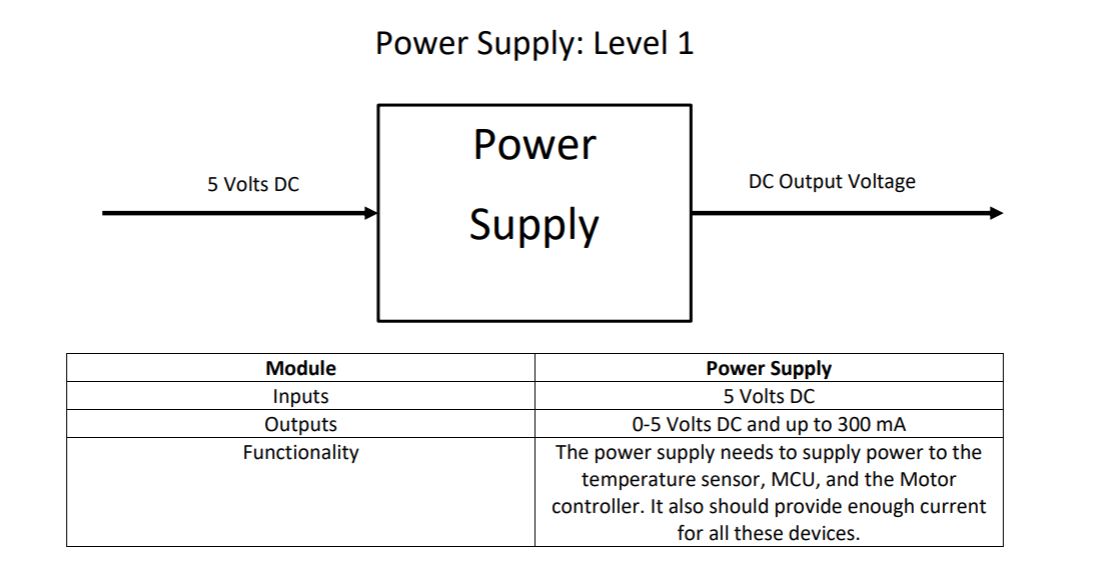 Power Supply: Level 1
Power
Supply
5 Volts DC
DC Output Voltage
Module
Power Supply
Inputs
5 Volts DC
Outputs
0-5 Volts DC and up to 300 mA
Functionality
The power supply needs to supply power to the
temperature sensor, MCU, and the Motor
controller. It also should provide enough current
for all these devices.